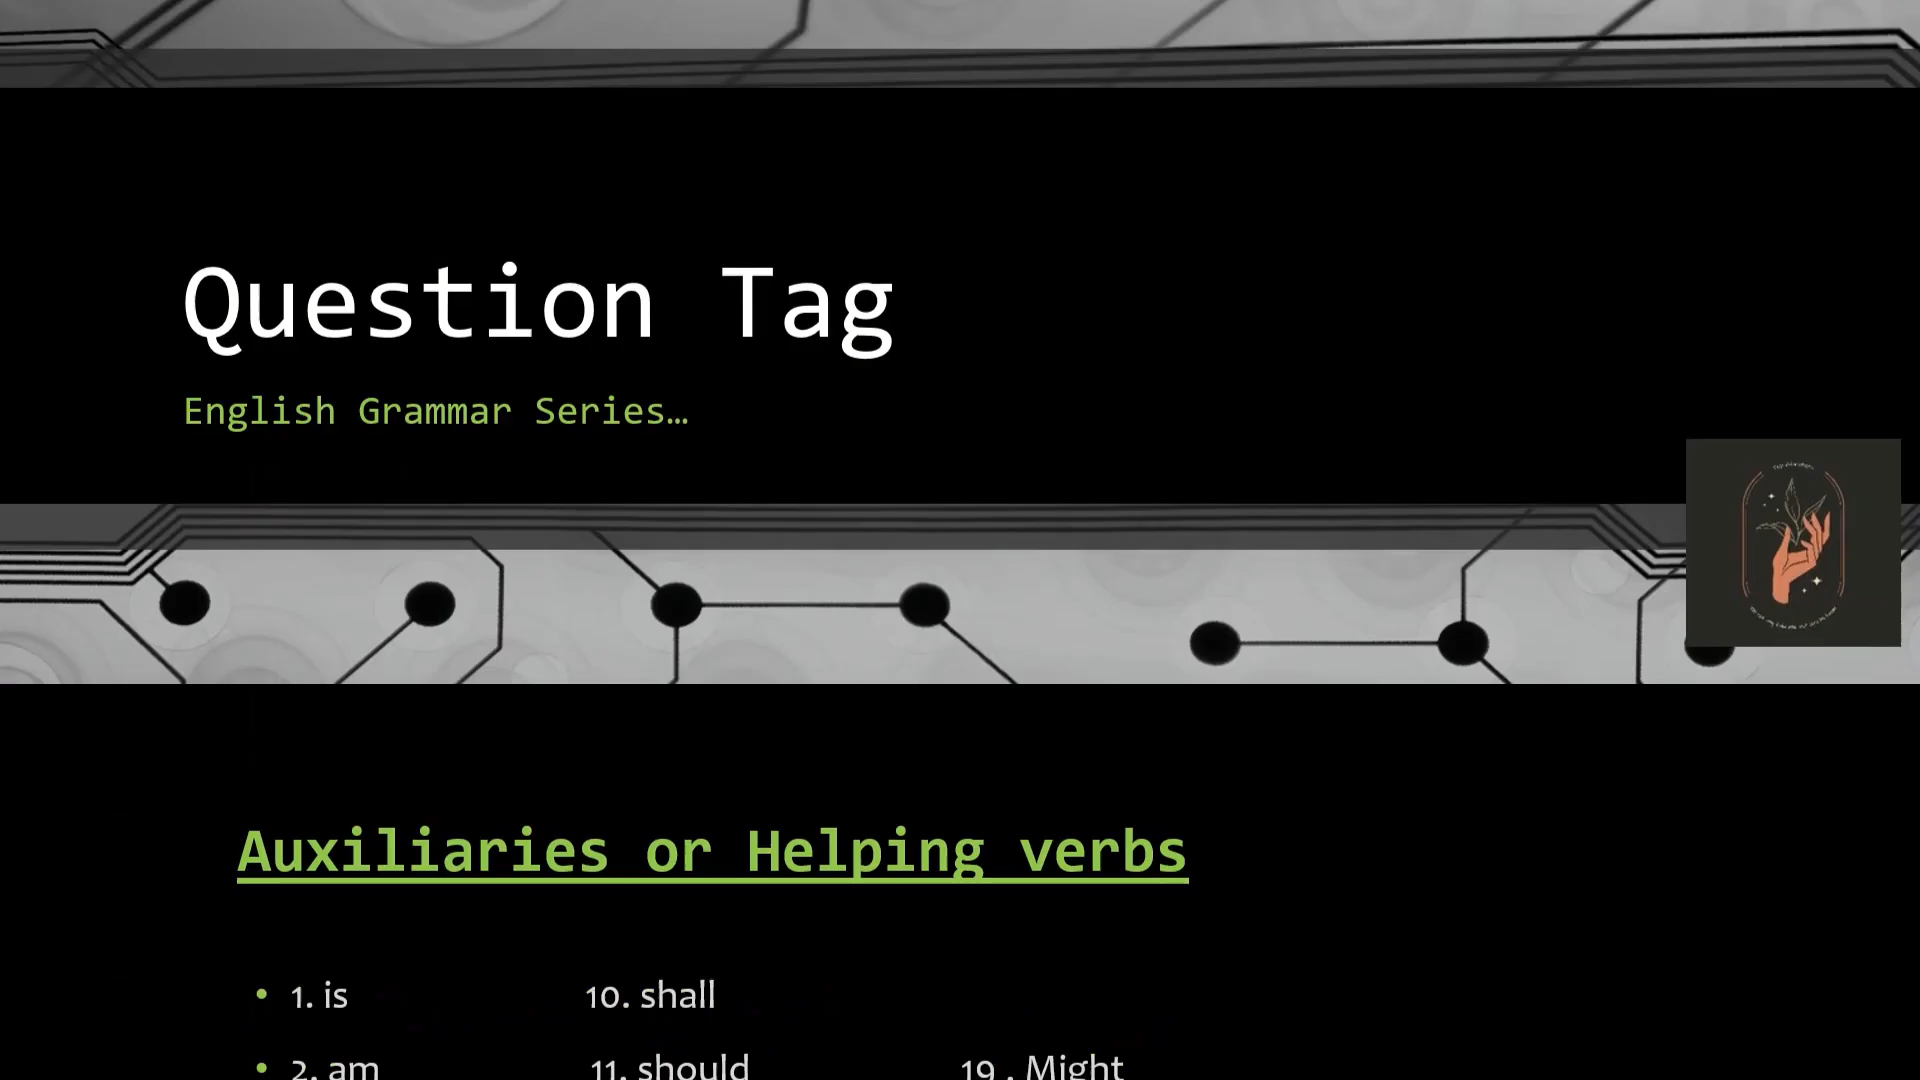 Question Tag
English Grammar Series…
Auxiliaries or Helping verbs
• 1. is 10. shall
• 2. am 11. should 19 . Might